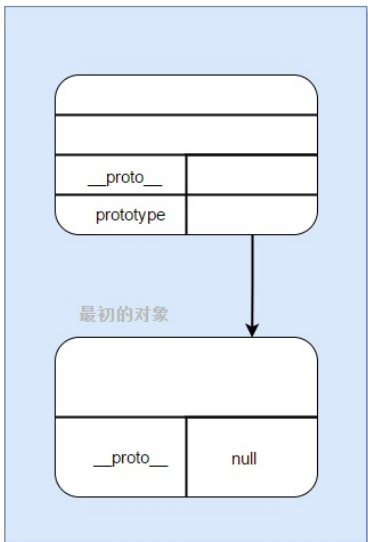 __proto__
prototype
最初的对象
__proto__ null